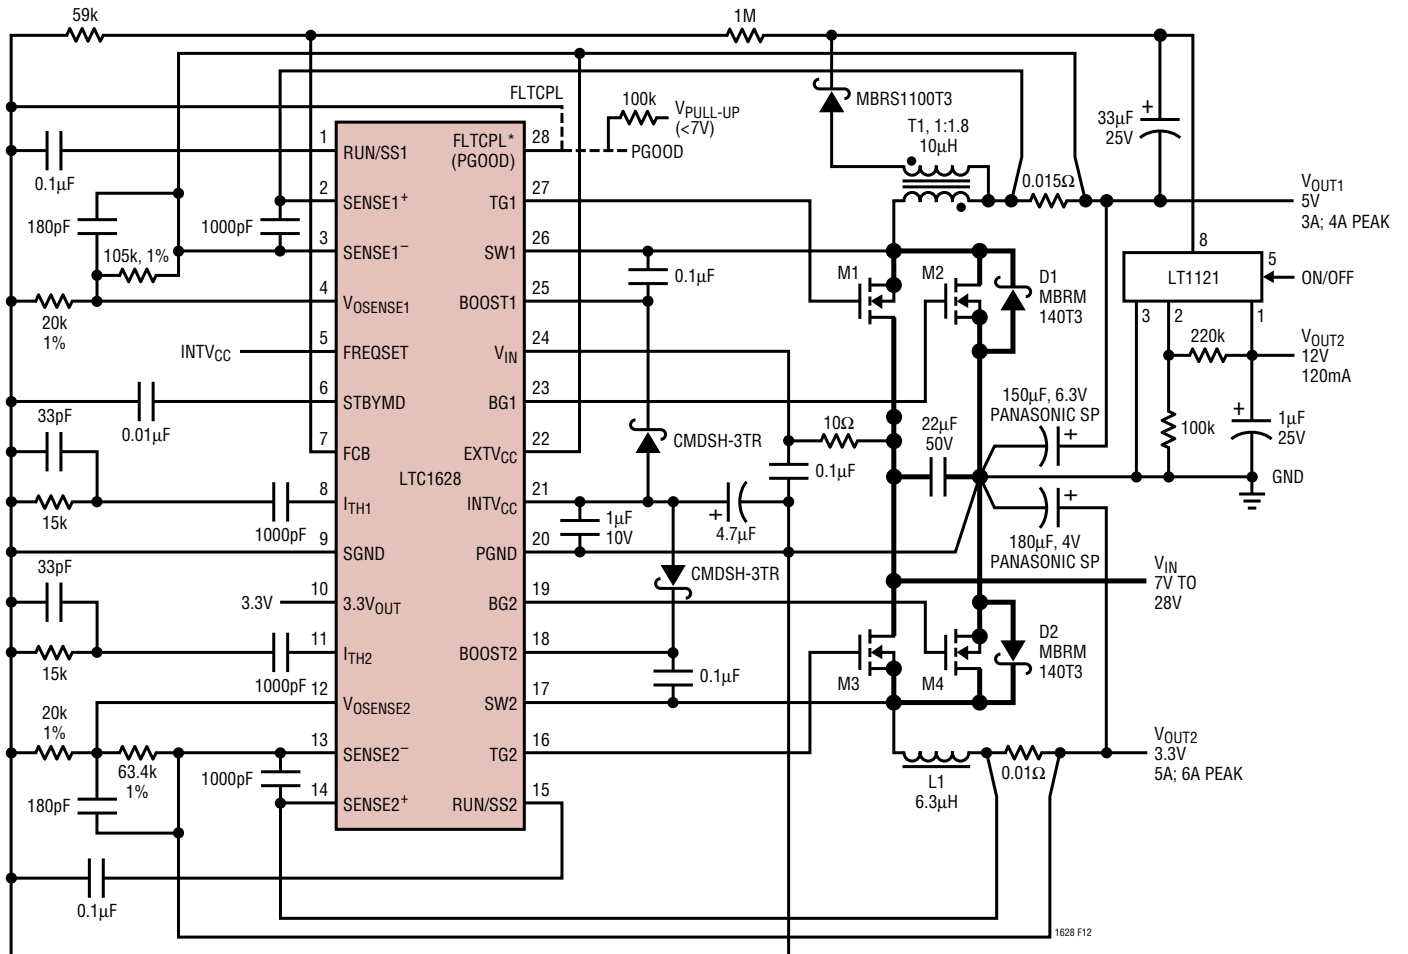 59k
1M
FLTCPL
100k
VPULL-UP
(<7V)
PGOOD
MBRS1100T3
T1, 1:1.8
10µH
33µF
25V
+
0.015Ω
VOUT1
5V
3A; 4A PEAK
0.1µF
180pF
105k, 1%
1000pF
20k
1%
INTVCC
33pF
0.01µF
15k
1000pF
33pF
3.3V
15k
1000pF
20k
1%
63.4k
1%
180pF
1000pF
0.1µF
1
RUN/SS1
2
SENSE1+
3
SENSE1−
4
VOSENSE1
5
FREQSET
6
STBYMD
7
FCB
8
ITH1
9
SGND
10
3.3VOUT
11
ITH2
12
VOSENSE2
13
SENSE2−
14
SENSE2+
LTC1628
FLTCPL*
(PGOOD)
28
TG1
27
SW1
26
BOOST1
25
VIN
24
BG1
23
EXTVCC
22
INTVCC
21
PGND
20
BG2
19
BOOST2
18
SW2
17
TG2
16
RUN/SS2
15
0.1µF
CMDSH-3TR
1µF
10V
+
4.7µF
CMDSH-3TR
0.1µF
10Ω
0.1µF
M1
M2
D1
MBRM
140T3
22µF
50V
150µF, 6.3V
PANASONIC SP
+
+
180µF, 4V
PANASONIC SP
M3
M4
D2
MBRM
140T3
L1
6.3µH
0.01Ω
8
LT1121
5
ON/OFF
3
2
1
220k
VOUT2
12V
120mA
100k
+
1µF
25V
GND
VIN
7V TO
28V
VOUT2
3.3V
5A; 6A PEAK
1628 F12